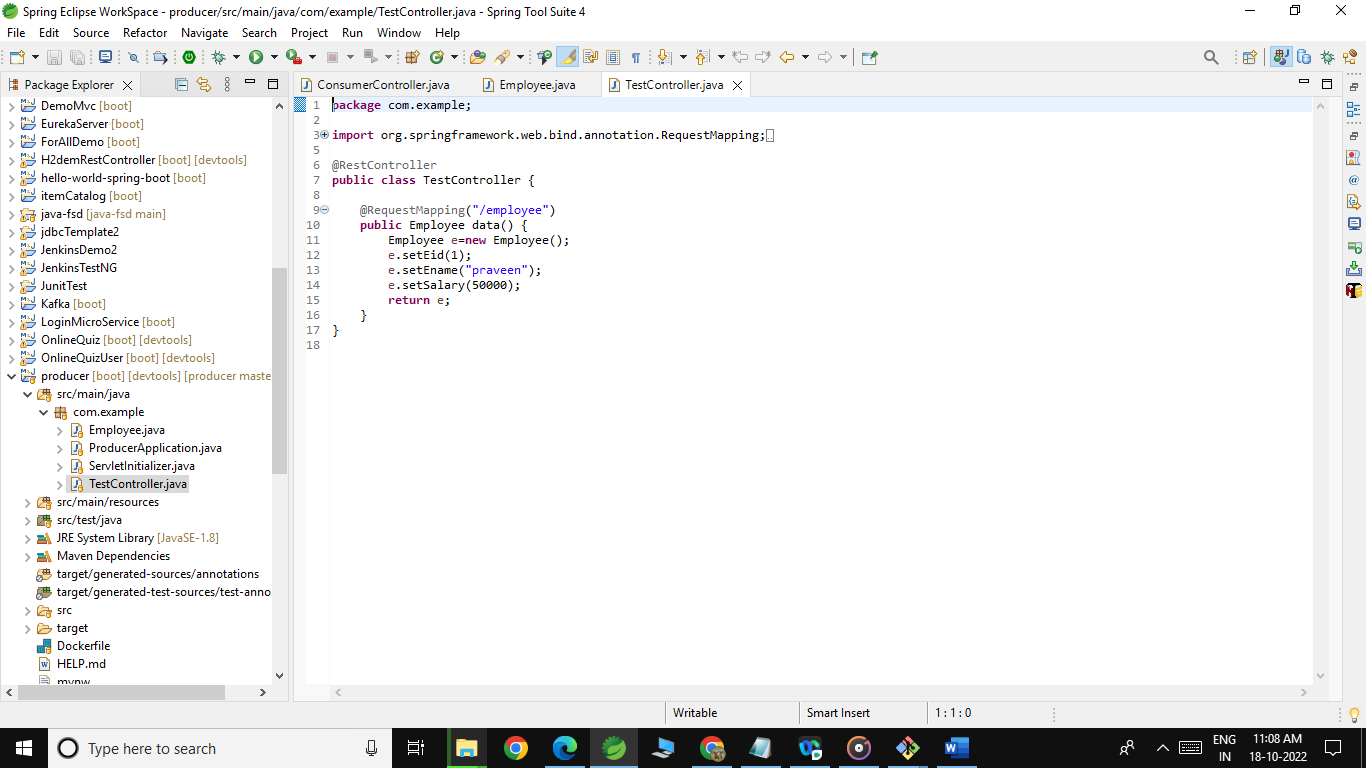 Spring Eclipse WorkSpace - producer/src/main/java/com/example/TestController.java - Spring Tool Suite 4
File Edit Source Refactor Navigate Search Project Run Window Help
Package Explorer
ConsumerController.java Employee.java TestController.java
DemoMvc [boot]
EurekaServer [boot]
ForAllDemo [boot]
H2demRestController [boot] [devtools]
hello-world-spring-boot [boot]
itemCatalog [boot]
java-fsd [java-fsd main]
jdbcTemplate2
JenkinsDemo2
JenkinsTestNG
JunitTest
Kafka [boot]
LoginMicroService [boot]
OnlineQuiz [boot] [devtools]
OnlineQuizUser [boot] [devtools]
producer [boot] [devtools] [producer maste
src/main/java
com.example
Employee.java
ProducerApplication.java
ServletInitializer.java
TestController.java
src/main/resources
src/test/java
JRE System Library [JavaSE-1.8]
Maven Dependencies
target/generated-sources/annotations
target/generated-test-sources/test-anno
src
target
Dockerfile
HELP.md
mvnw
1 package com.example;
2
3 import org.springframework.web.bind.annotation.RequestMapping;
5
6 @RestController
7 public class TestController {
8
9 @RequestMapping("/employee")
10 public Employee data() {
11 Employee e=new Employee();
12 e.setEid(1);
13 e.setEname("praveen");
14 e.setSalary(50000);
15 return e;
16 }
17 }
18
Writable Smart Insert 1 : 1 : 0
Type here to search
ENG
IN
11:08 AM
18-10-2022